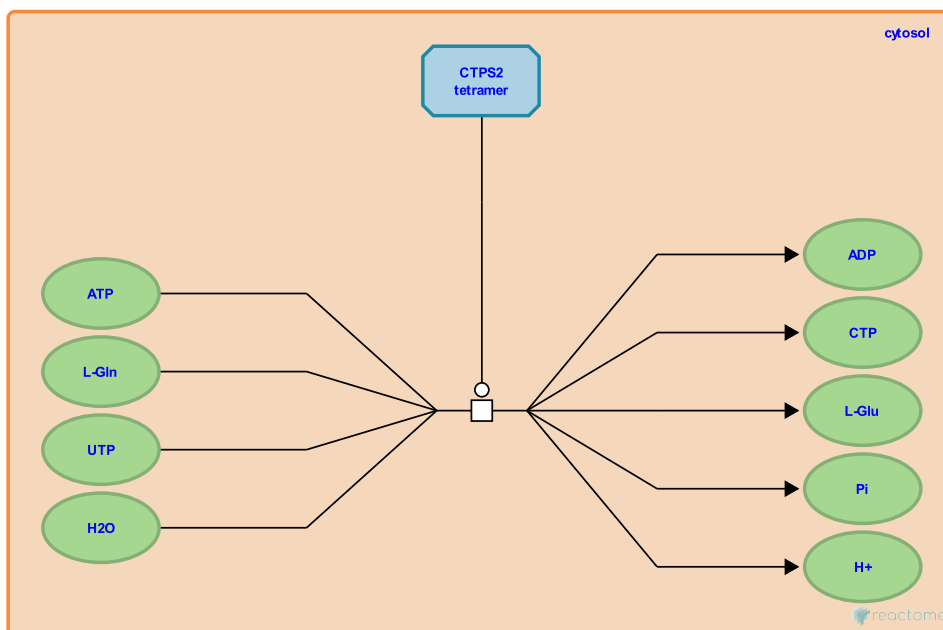 cytosol
CTPS2
tetramer
ATP
L-Gln
UTP
H2O
ADP
CTP
L-Glu
Pi
H+
reactome